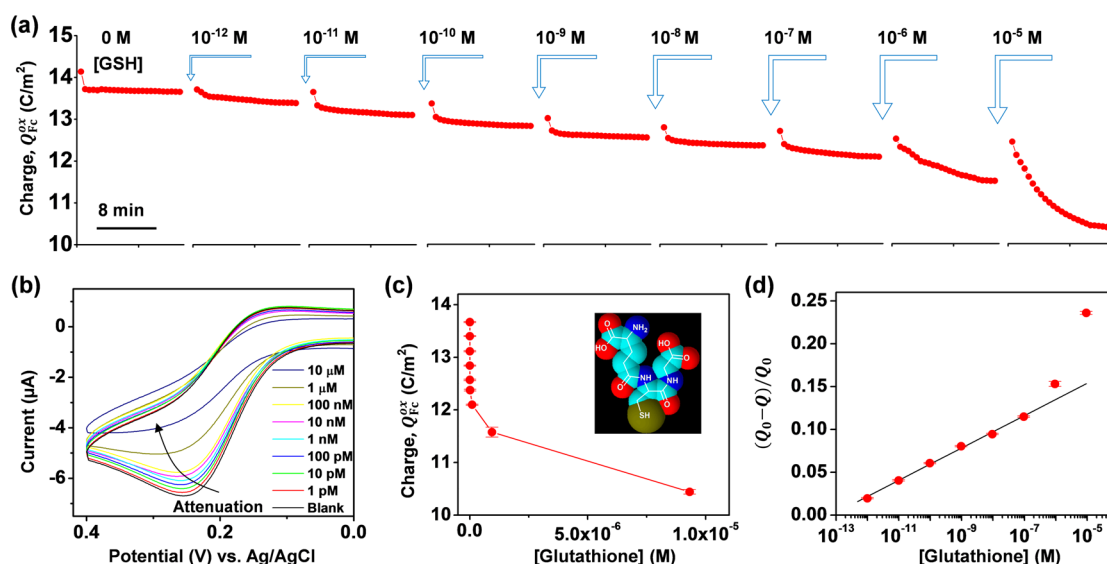 (a)
15
14
13
12
11
10
Charge, Q^ox_Fc (C/m²)
0 M
[GSH]
10⁻¹² M
10⁻¹¹ M
10⁻¹⁰ M
10⁻⁹ M
10⁻⁸ M
10⁻⁷ M
10⁻⁶ M
10⁻⁵ M
8 min
(b)
0
-2
-4
-6
Current (μA)
10 μM
1 μM
100 nM
10 nM
1 nM
100 pM
10 pM
1 pM
Blank
Attenuation
0.4
0.2
0.0
Potential (V) vs. Ag/AgCl
(c)
14
13
12
11
10
Charge, Q^ox_Fc (C/m²)
O
NH₂
HO
HO
O
NH
NH
O
O
SH
0.0
5.0x10⁻⁶
1.0x10⁻⁵
[Glutathione] (M)
(d)
0.25
0.20
0.15
0.10
0.05
0.00
(Q₀−Q)/Q₀
10⁻¹³
10⁻¹¹
10⁻⁹
10⁻⁷
10⁻⁵
[Glutathione] (M)